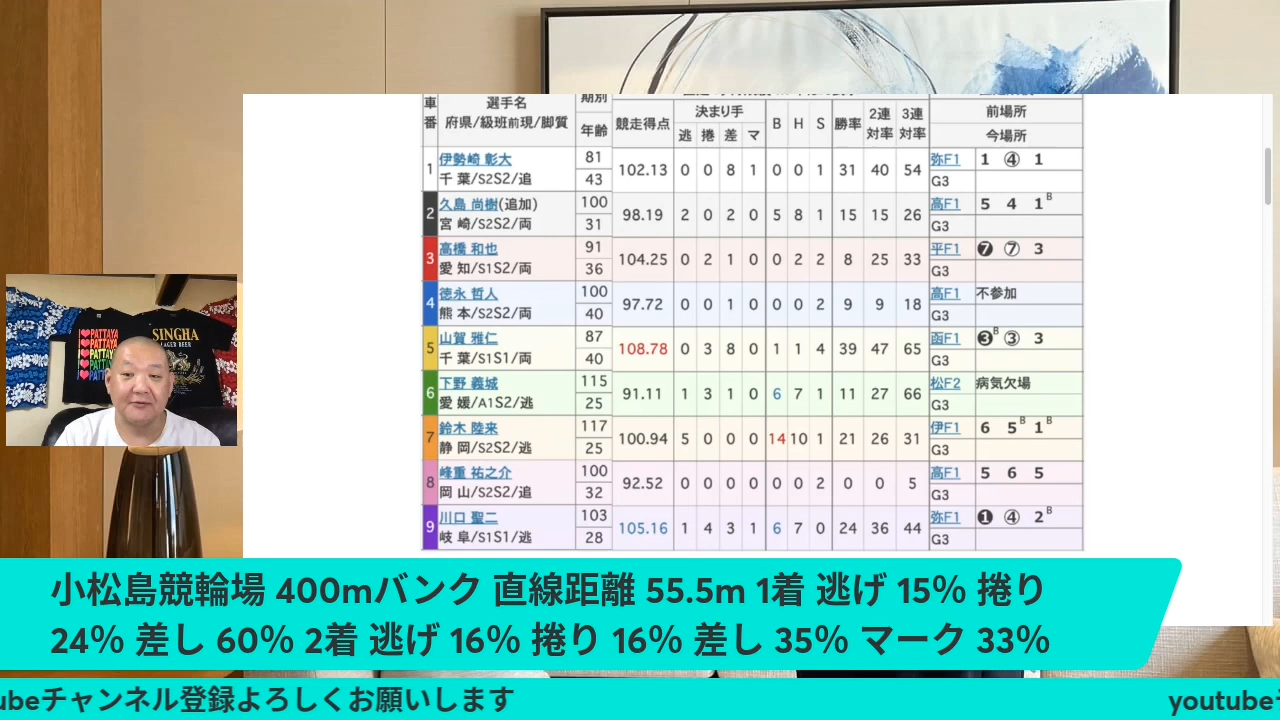 車番 選手名 府県/級班前現/脚質 期別 年齢 競走得点 決まり手 逃 捲 差 マ B H S 勝率 2連対率 3連対率 前場所 今場所
1 伊勢崎 彰大 千 葉/S2S2/追 81 43 102.13 0 0 8 1 0 0 1 31 40 54 弥F1 1 ④ 1 G3
2 久島 尚樹(追加) 宮 崎/S2S2/両 100 31 98.19 2 0 2 0 5 8 1 15 15 26 高F1 5 4 1B G3
3 高橋 和也 愛 知/S1S2/両 91 36 104.25 0 2 1 0 0 2 2 8 25 33 平F1 ❼ ⑦ 3 G3
4 徳永 哲人 熊 本/S2S2/両 100 40 97.72 0 0 1 0 0 0 2 9 9 18 高F1 不参加 G3
5 山賀 雅仁 千 葉/S1S1/両 87 40 108.78 0 3 8 0 1 1 4 39 47 65 函F1 ❸B ③ 3 G3
6 下野 義城 愛 媛/A1S2/逃 115 25 91.11 1 3 1 0 6 7 1 11 27 66 松F2 病気欠場 G3
7 鈴木 陸来 静 岡/S2S2/逃 117 25 100.94 5 0 0 0 14 10 1 21 26 31 伊F1 6 5B 1B G3
8 峰重 祐之介 岡 山/S2S2/追 100 32 92.52 0 0 0 0 0 0 2 0 0 5 高F1 5 6 5 G3
9 川口 聖二 岐 阜/S1S1/逃 103 28 105.16 1 4 3 1 6 7 0 24 36 44 弥F1 ❶ ④ 2B G3
I❤PATTAYA
I❤PATTAYA
I❤PATTAYA
SINGHA
LAGER BEER
小松島競輪場 400mバンク 直線距離 55.5m 1着 逃げ 15% 捲り
24% 差し 60% 2着 逃げ 16% 捲り 16% 差し 35% マーク 33%
ubeチャンネル登録よろしくお願いします youtube